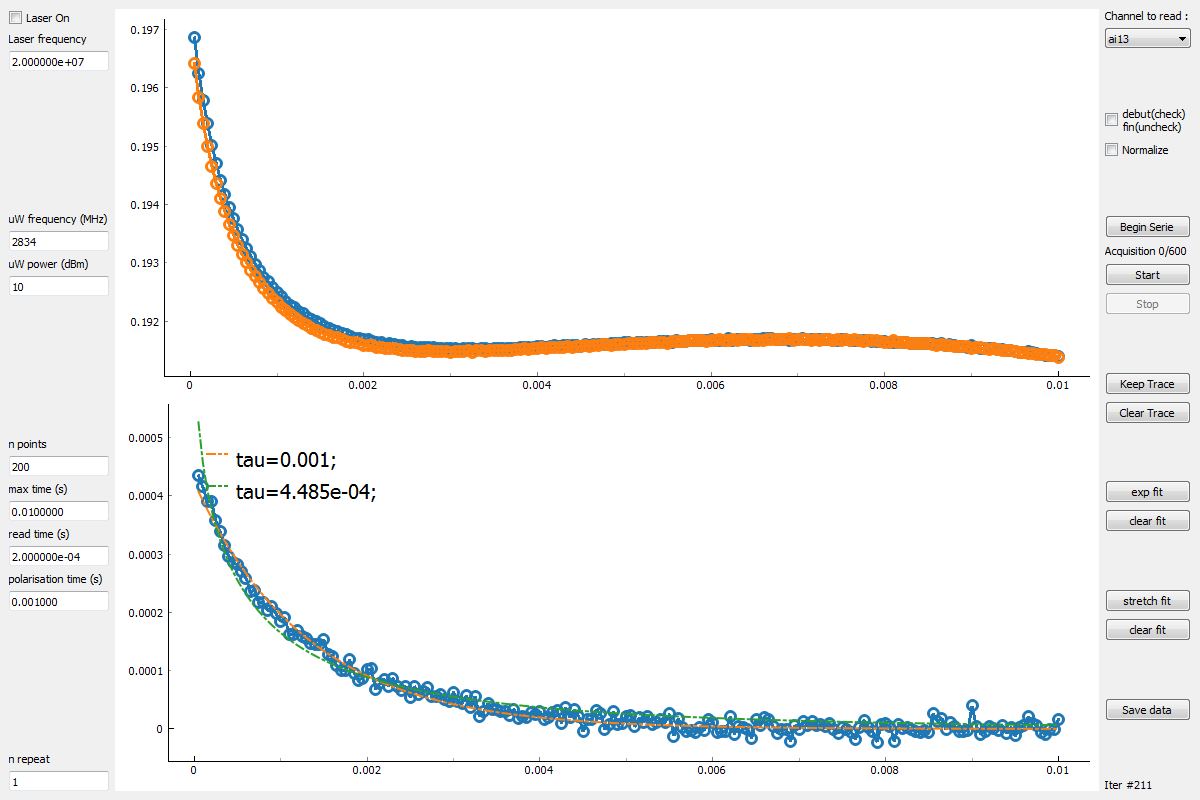 Laser On
Laser frequency
2.000000e+07
uW frequency (MHz)
2834
uW power (dBm)
10
n points
200
max time (s)
0.0100000
read time (s)
2.000000e-04
polarisation time (s)
0.001000
n repeat
1
0.197
0.196
0.195
0.194
0.193
0.192
0
0.002
0.004
0.006
0.008
0.01
0.0005
0.0004
0.0003
0.0002
0.0001
0
tau=0.001;
tau=4.485e-04;
0
0.002
0.004
0.006
0.008
0.01
Channel to read :
ai13
debut(check)
fin(uncheck)
Normalize
Begin Serie
Acquisition 0/600
Start
Stop
Keep Trace
Clear Trace
exp fit
clear fit
stretch fit
clear fit
Save data
Iter #211